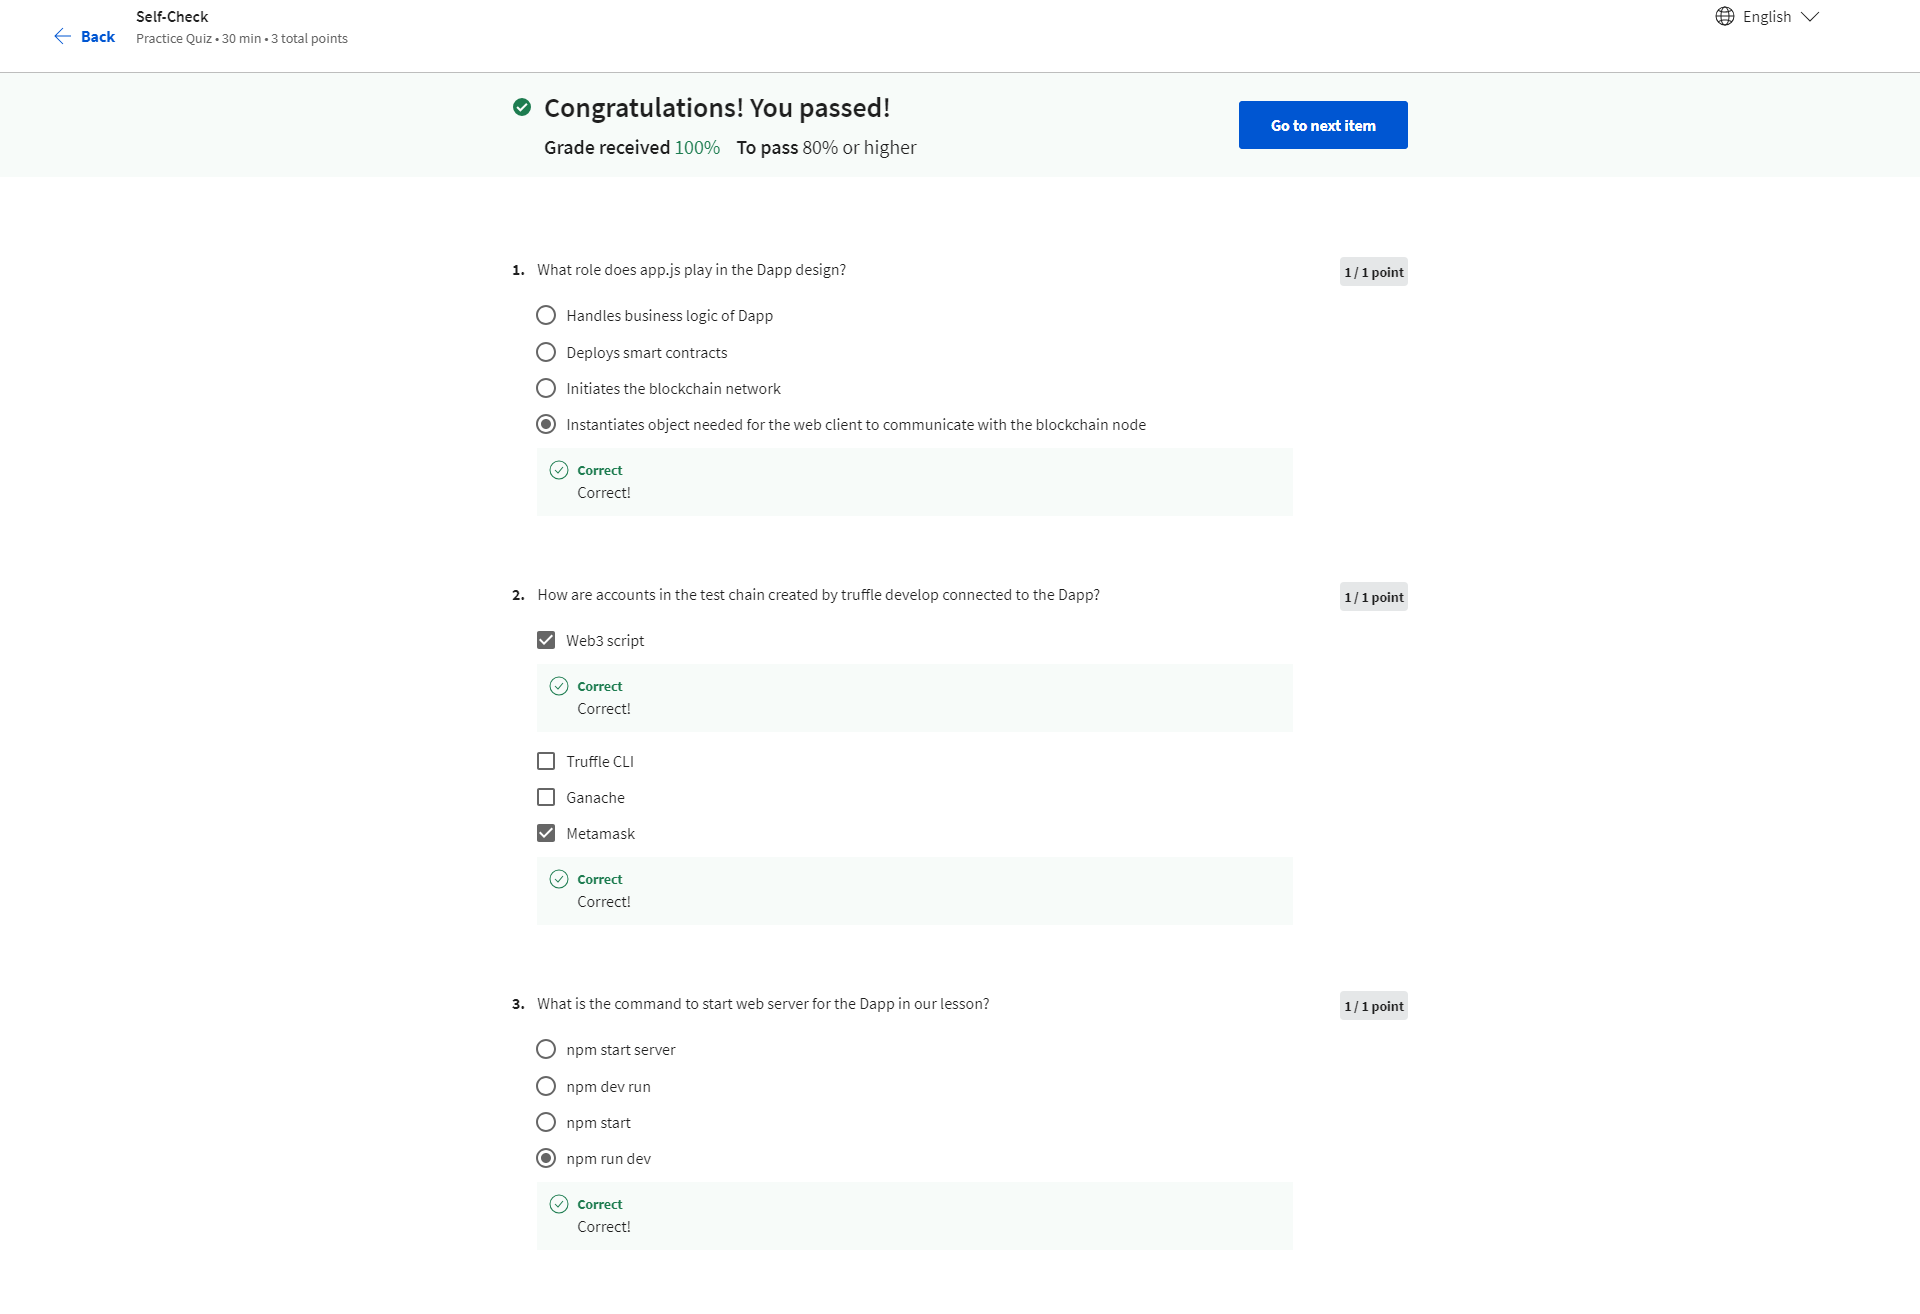 Back
Self-Check
Practice Quiz • 30 min • 3 total points
English
Congratulations! You passed!
Grade received 100% To pass 80% or higher
Go to next item
1. What role does app.js play in the Dapp design?
1 / 1 point
Handles business logic of Dapp
Deploys smart contracts
Initiates the blockchain network
Instantiates object needed for the web client to communicate with the blockchain node
Correct
Correct!
2. How are accounts in the test chain created by truffle develop connected to the Dapp?
1 / 1 point
Web3 script
Correct
Correct!
Truffle CLI
Ganache
Metamask
Correct
Correct!
3. What is the command to start web server for the Dapp in our lesson?
1 / 1 point
npm start server
npm dev run
npm start
npm run dev
Correct
Correct!